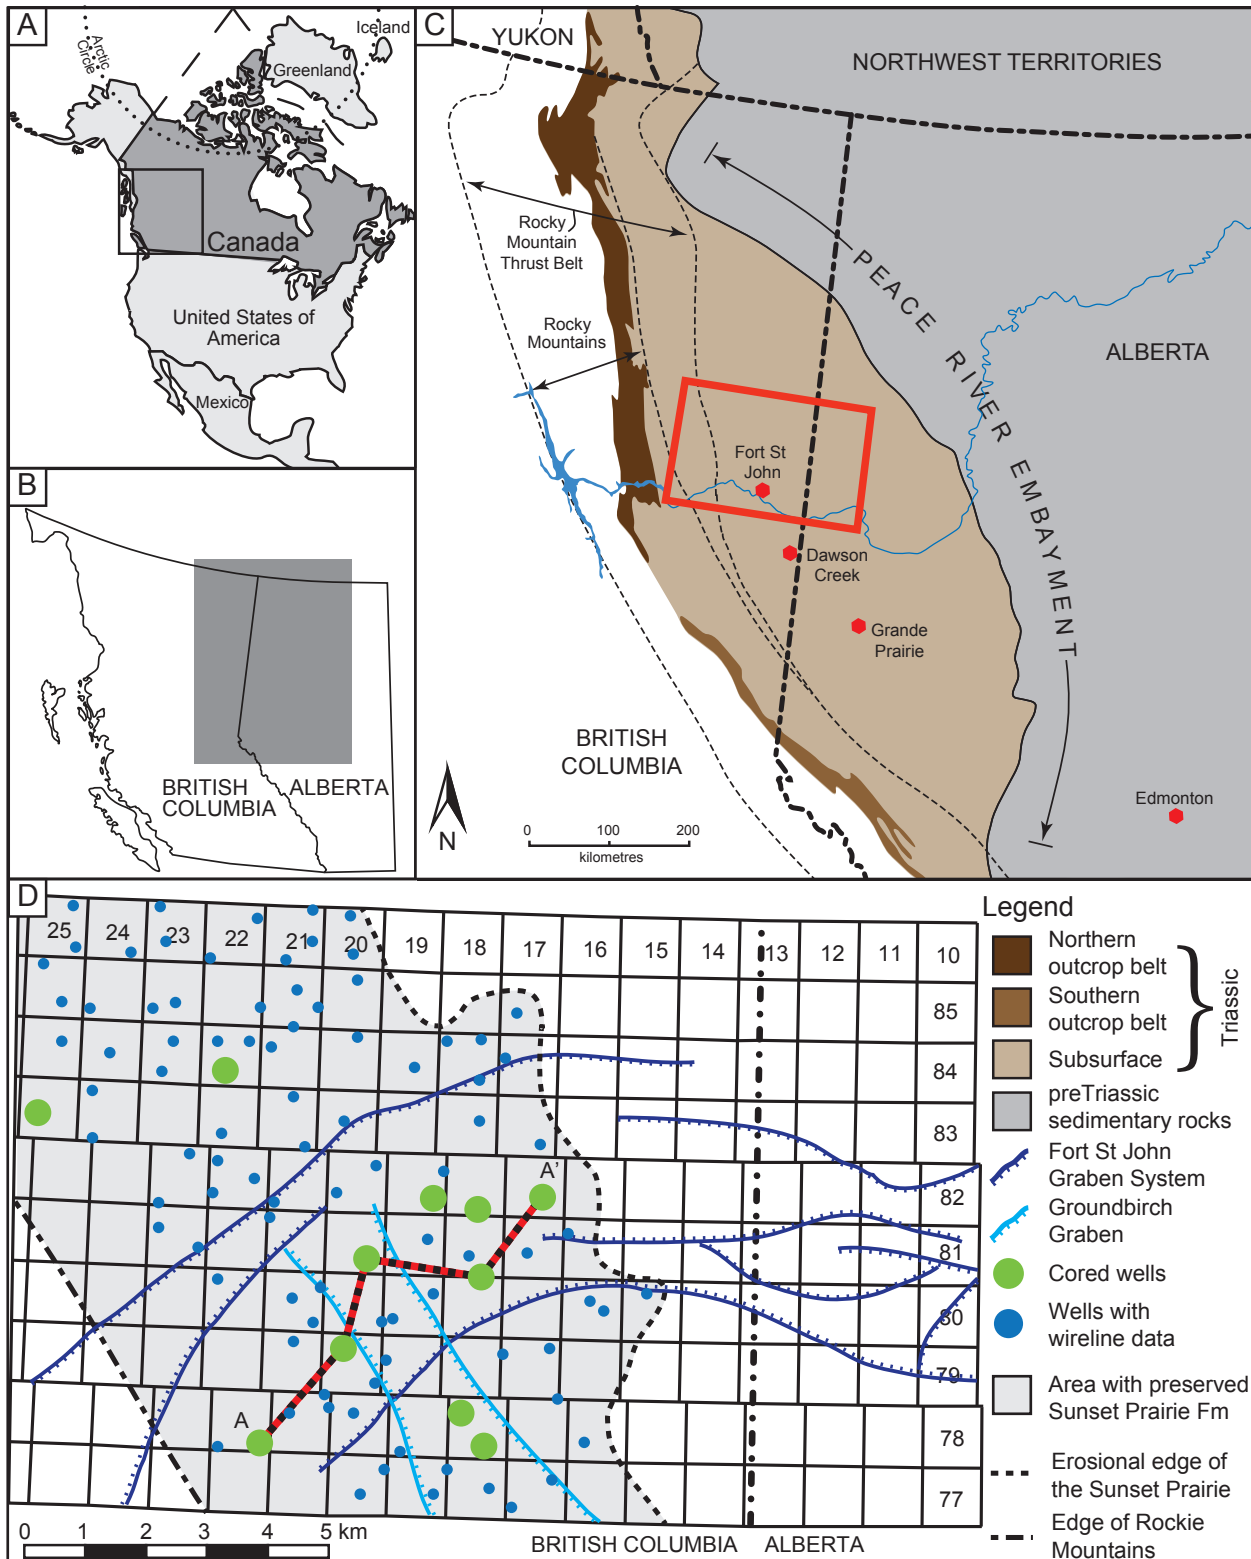 A
Arctic
Circle
Iceland
Greenland
Canada
United States of
America
Mexico
B
BRITISH
COLUMBIA
ALBERTA
C
YUKON
NORTHWEST TERRITORIES
Rocky
Mountain
Thrust Belt
Rocky
Mountains
PEACE RIVER EMBAYMENT
ALBERTA
Fort St
John
Dawson
Creek
Grande
Prairie
BRITISH
COLUMBIA
Edmonton
N
0 100 200
kilometres
D
25 24 23 22 21 20 19 18 17 16 15 14 13 12 11 10
85
84
83
82
81
80
79
78
77
A'
A
0 1 2 3 4 5 km
BRITISH COLUMBIA ALBERTA
Legend
Northern
outcrop belt
Southern
outcrop belt
Subsurface
Triassic
preTriassic
sedimentary rocks
Fort St John
Graben System
Groundbirch
Graben
Cored wells
Wells with
wireline data
Area with preserved
Sunset Prairie Fm
Erosional edge of
the Sunset Prairie
Edge of Rockie
Mountains